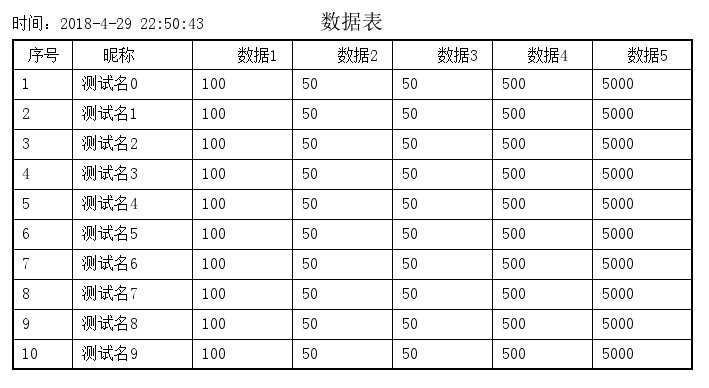 时间：2018-4-29 22:50:43 数据表
序号 昵称 数据1 数据2 数据3 数据4 数据5
1 测试名0 100 50 50 500 5000
2 测试名1 100 50 50 500 5000
3 测试名2 100 50 50 500 5000
4 测试名3 100 50 50 500 5000
5 测试名4 100 50 50 500 5000
6 测试名5 100 50 50 500 5000
7 测试名6 100 50 50 500 5000
8 测试名7 100 50 50 500 5000
9 测试名8 100 50 50 500 5000
10 测试名9 100 50 50 500 5000